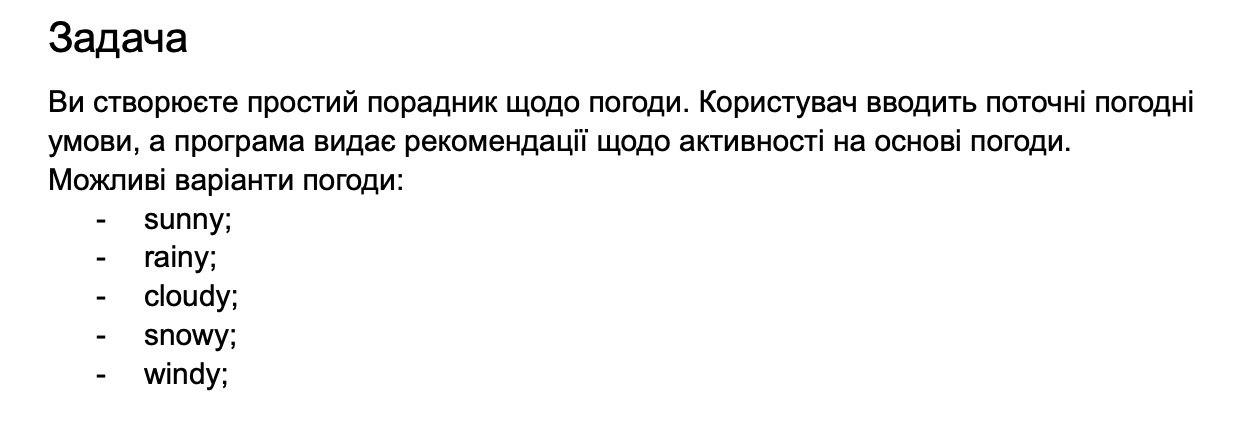 Задача
Ви створюєте простий порадник щодо погоди. Користувач вводить поточні погодні
умови, а програма видає рекомендації щодо активності на основі погоди.
Можливі варіанти погоди:
- sunny;
- rainy;
- cloudy;
- snowy;
- windy;